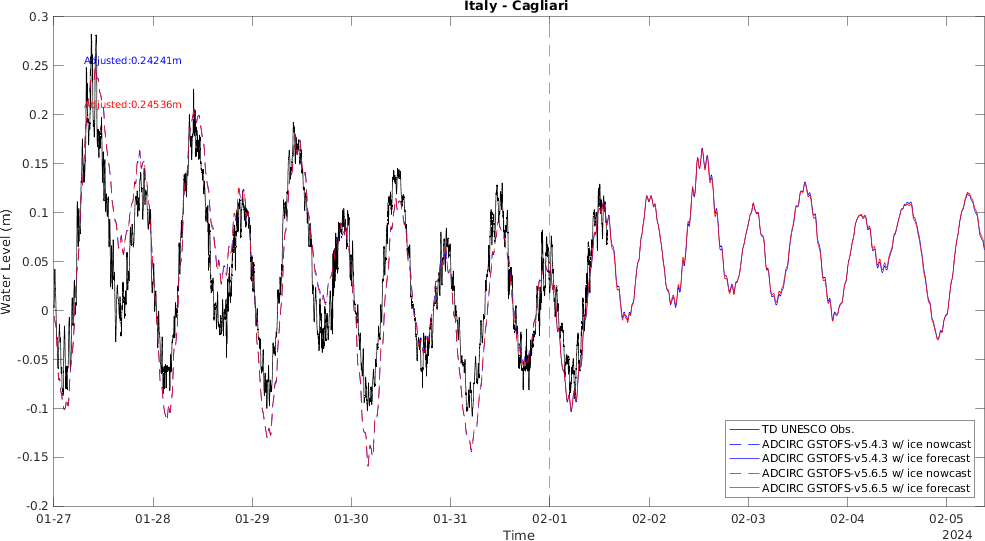 Italy - Cagliari
Water Level (m)
0.3
0.25
0.2
0.15
0.1
0.05
0
-0.05
-0.1
-0.15
-0.2
Adjusted:0.24241m
Adjusted:0.24536m
TD UNESCO Obs.
ADCIRC GSTOFS-v5.4.3 w/ ice nowcast
ADCIRC GSTOFS-v5.4.3 w/ ice forecast
ADCIRC GSTOFS-v5.6.5 w/ ice nowcast
ADCIRC GSTOFS-v5.6.5 w/ ice forecast
01-27 01-28 01-29 01-30 01-31 02-01 02-02 02-03 02-04 02-05
Time
2024